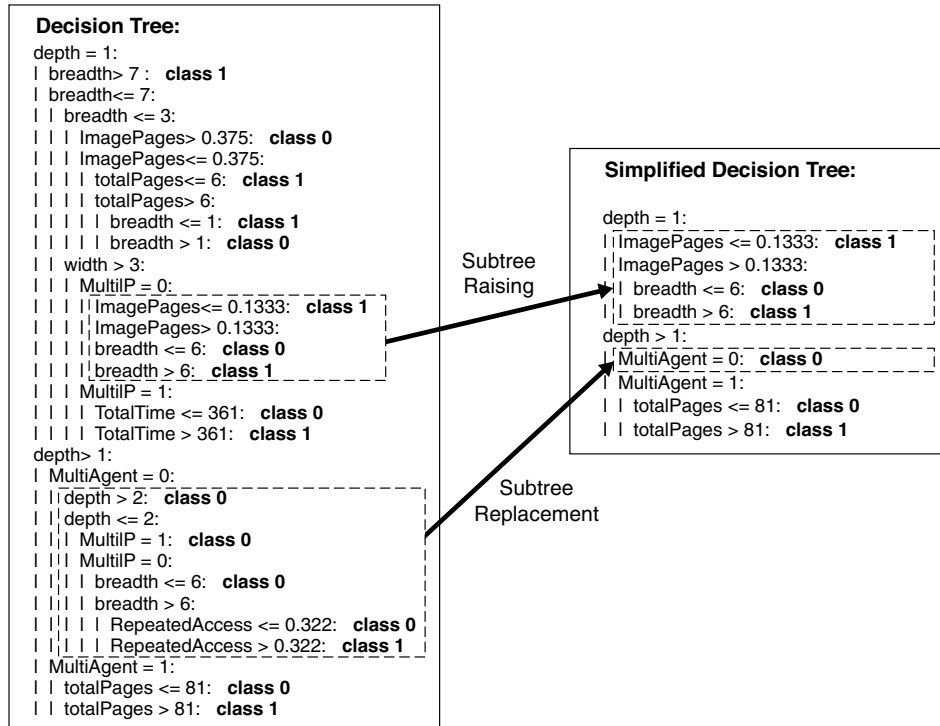 Decision Tree:
depth = 1:
| breadth> 7 : class 1
| breadth<= 7:
| | breadth <= 3:
| | | ImagePages> 0.375: class 0
| | | ImagePages<= 0.375:
| | | | totalPages<= 6: class 1
| | | | totalPages> 6:
| | | | | breadth <= 1: class 1
| | | | | breadth > 1: class 0
| | width > 3:
| | | MultiIP = 0:
| | | | ImagePages<= 0.1333: class 1
| | | | ImagePages> 0.1333:
| | | | breadth <= 6: class 0
| | | | breadth > 6: class 1
| | | MultiIP = 1:
| | | | TotalTime <= 361: class 0
| | | | TotalTime > 361: class 1
depth> 1:
| MultiAgent = 0:
| | depth > 2: class 0
| | depth <= 2:
| | | MultiIP = 1: class 0
| | | MultiIP = 0:
| | | | breadth <= 6: class 0
| | | | breadth > 6:
| | | | | RepeatedAccess <= 0.322: class 0
| | | | | RepeatedAccess > 0.322: class 1
| MultiAgent = 1:
| | totalPages <= 81: class 0
| | totalPages > 81: class 1
Subtree
Raising
Subtree
Replacement
Simplified Decision Tree:
depth = 1:
| ImagePages <= 0.1333: class 1
| ImagePages > 0.1333:
| | breadth <= 6: class 0
| | breadth > 6: class 1
depth > 1:
| MultiAgent = 0: class 0
| MultiAgent = 1:
| | totalPages <= 81: class 0
| | totalPages > 81: class 1